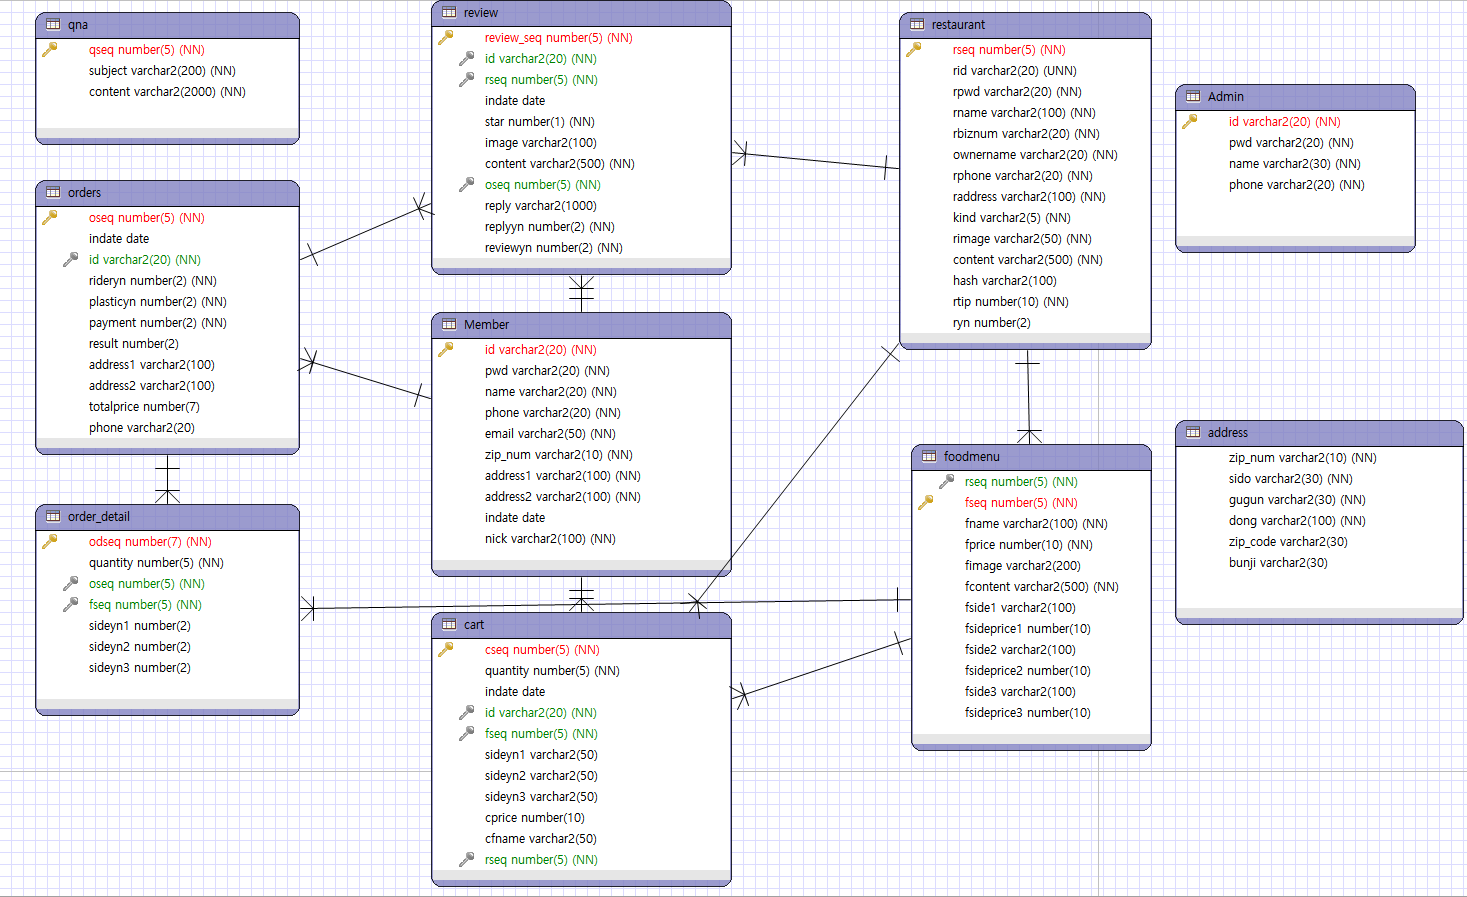 qna
qseq number(5) (NN)
subject varchar2(200) (NN)
content varchar2(2000) (NN)
orders
oseq number(5) (NN)
indate date
id varchar2(20) (NN)
rideryn number(2) (NN)
plasticyn number(2) (NN)
payment number(2) (NN)
result number(2)
address1 varchar2(100)
address2 varchar2(100)
totalprice number(7)
phone varchar2(20)
order_detail
odseq number(7) (NN)
quantity number(5) (NN)
oseq number(5) (NN)
fseq number(5) (NN)
sideyn1 number(2)
sideyn2 number(2)
sideyn3 number(2)
review
review_seq number(5) (NN)
id varchar2(20) (NN)
rseq number(5) (NN)
indate date
star number(1) (NN)
image varchar2(100)
content varchar2(500) (NN)
oseq number(5) (NN)
reply varchar2(1000)
replyyn number(2) (NN)
reviewyn number(2) (NN)
Member
id varchar2(20) (NN)
pwd varchar2(20) (NN)
name varchar2(20) (NN)
phone varchar2(20) (NN)
email varchar2(50) (NN)
zip_num varchar2(10) (NN)
address1 varchar2(100) (NN)
address2 varchar2(100) (NN)
indate date
nick varchar2(100) (NN)
cart
cseq number(5) (NN)
quantity number(5) (NN)
indate date
id varchar2(20) (NN)
fseq number(5) (NN)
sideyn1 varchar2(50)
sideyn2 varchar2(50)
sideyn3 varchar2(50)
cprice number(10)
cfname varchar2(50)
rseq number(5) (NN)
restaurant
rseq number(5) (NN)
rid varchar2(20) (UNN)
rpwd varchar2(20) (NN)
rname varchar2(100) (NN)
rbiznum varchar2(20) (NN)
ownername varchar2(20) (NN)
rphone varchar2(20) (NN)
raddress varchar2(100) (NN)
kind varchar2(5) (NN)
rimage varchar2(50) (NN)
content varchar2(500) (NN)
hash varchar2(100)
rtip number(10) (NN)
ryn number(2)
foodmenu
rseq number(5) (NN)
fseq number(5) (NN)
fname varchar2(100) (NN)
fprice number(10) (NN)
fimage varchar2(200)
fcontent varchar2(500) (NN)
fside1 varchar2(100)
fsideprice1 number(10)
fside2 varchar2(100)
fsideprice2 number(10)
fside3 varchar2(100)
fsideprice3 number(10)
Admin
id varchar2(20) (NN)
pwd varchar2(20) (NN)
name varchar2(30) (NN)
phone varchar2(20) (NN)
address
zip_num varchar2(10) (NN)
sido varchar2(30) (NN)
gugun varchar2(30) (NN)
dong varchar2(100) (NN)
zip_code varchar2(30)
bunji varchar2(30)